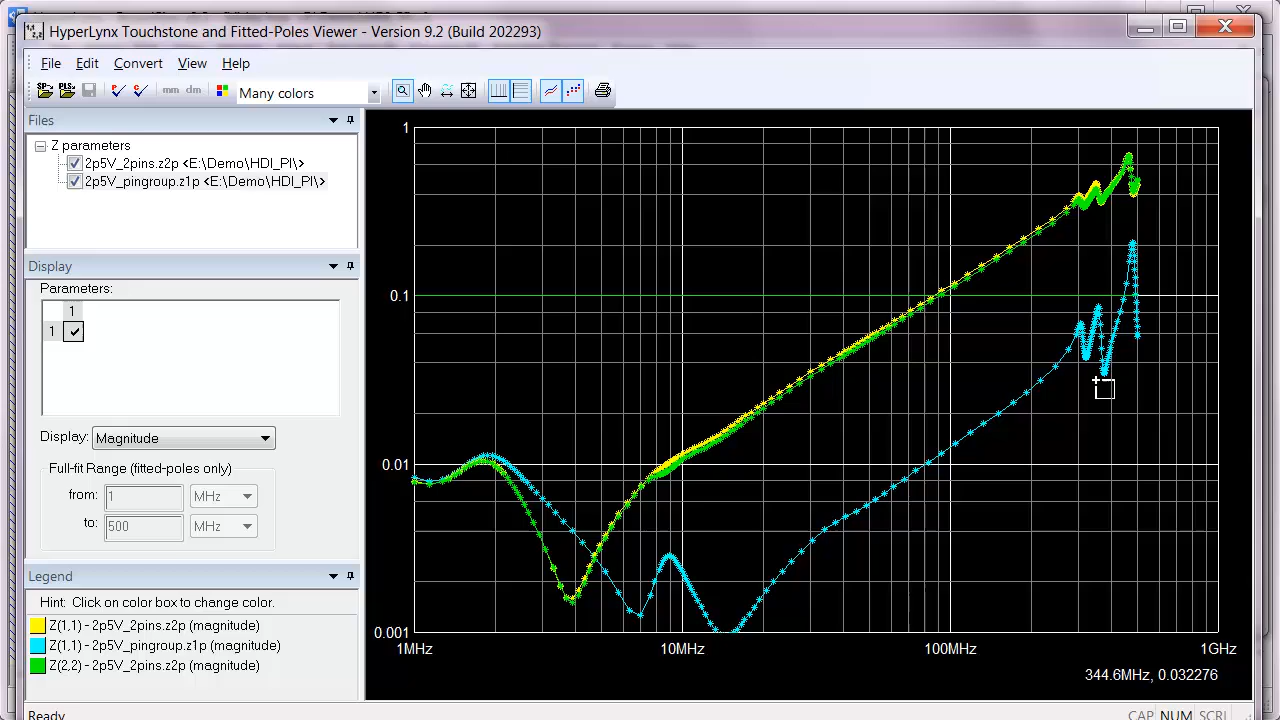 HyperLynx Touchstone and Fitted-Poles Viewer - Version 9.2 (Build 202293)
File Edit Convert View Help
mm dm Many colors
Files
Z parameters
2p5V_2pins.z2p <E:\Demo\HDI_PI\>
2p5V_pingroup.z1p <E:\Demo\HDI_PI\>
Display
Parameters:
1
1
Display: Magnitude
Full-fit Range (fitted-poles only)
from: 1 MHz
to: 500 MHz
Legend
Hint: Click on color box to change color.
Z(1,1) - 2p5V_2pins.z2p (magnitude)
Z(1,1) - 2p5V_pingroup.z1p (magnitude)
Z(2,2) - 2p5V_2pins.z2p (magnitude)
1
0.1
0.01
0.001
1MHz 10MHz 100MHz 1GHz
344.6MHz, 0.032276
Ready CAP NUM SCRL